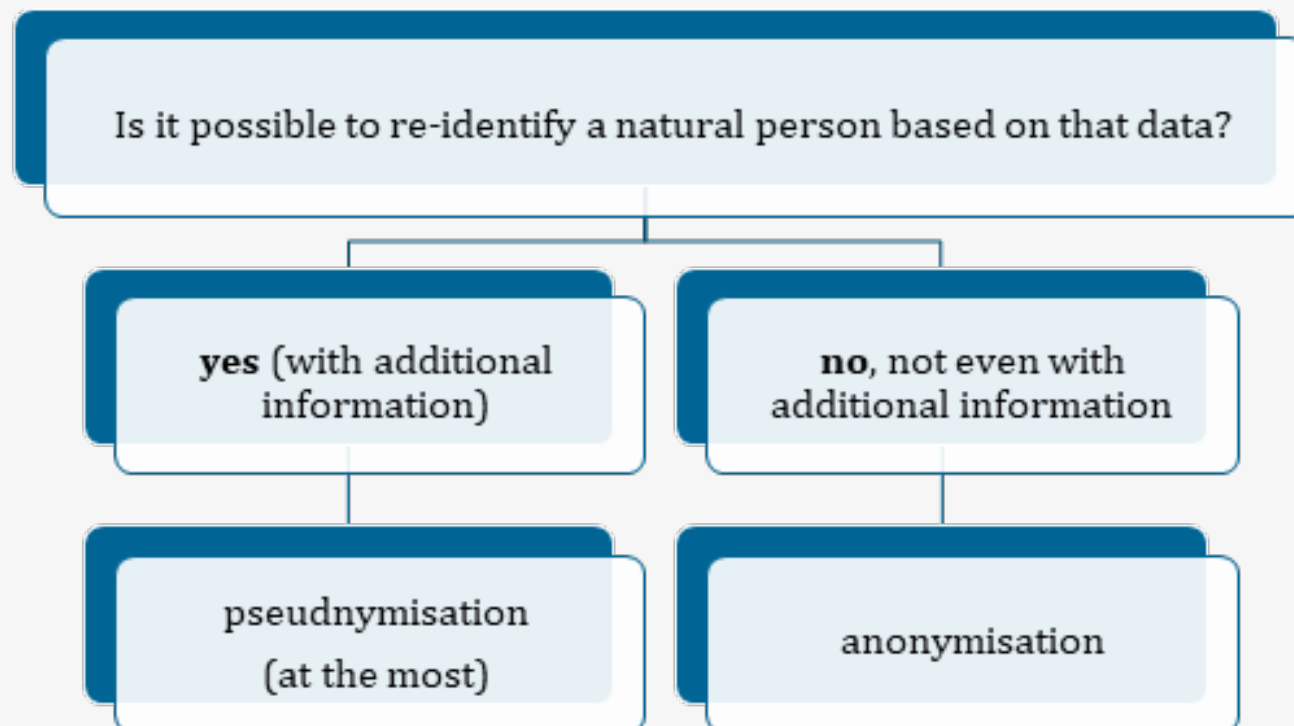 Is it possible to re-identify a natural person based on that data?
yes (with additional
information)
no, not even with
additional information
pseudnymisation
(at the most)
anonymisation